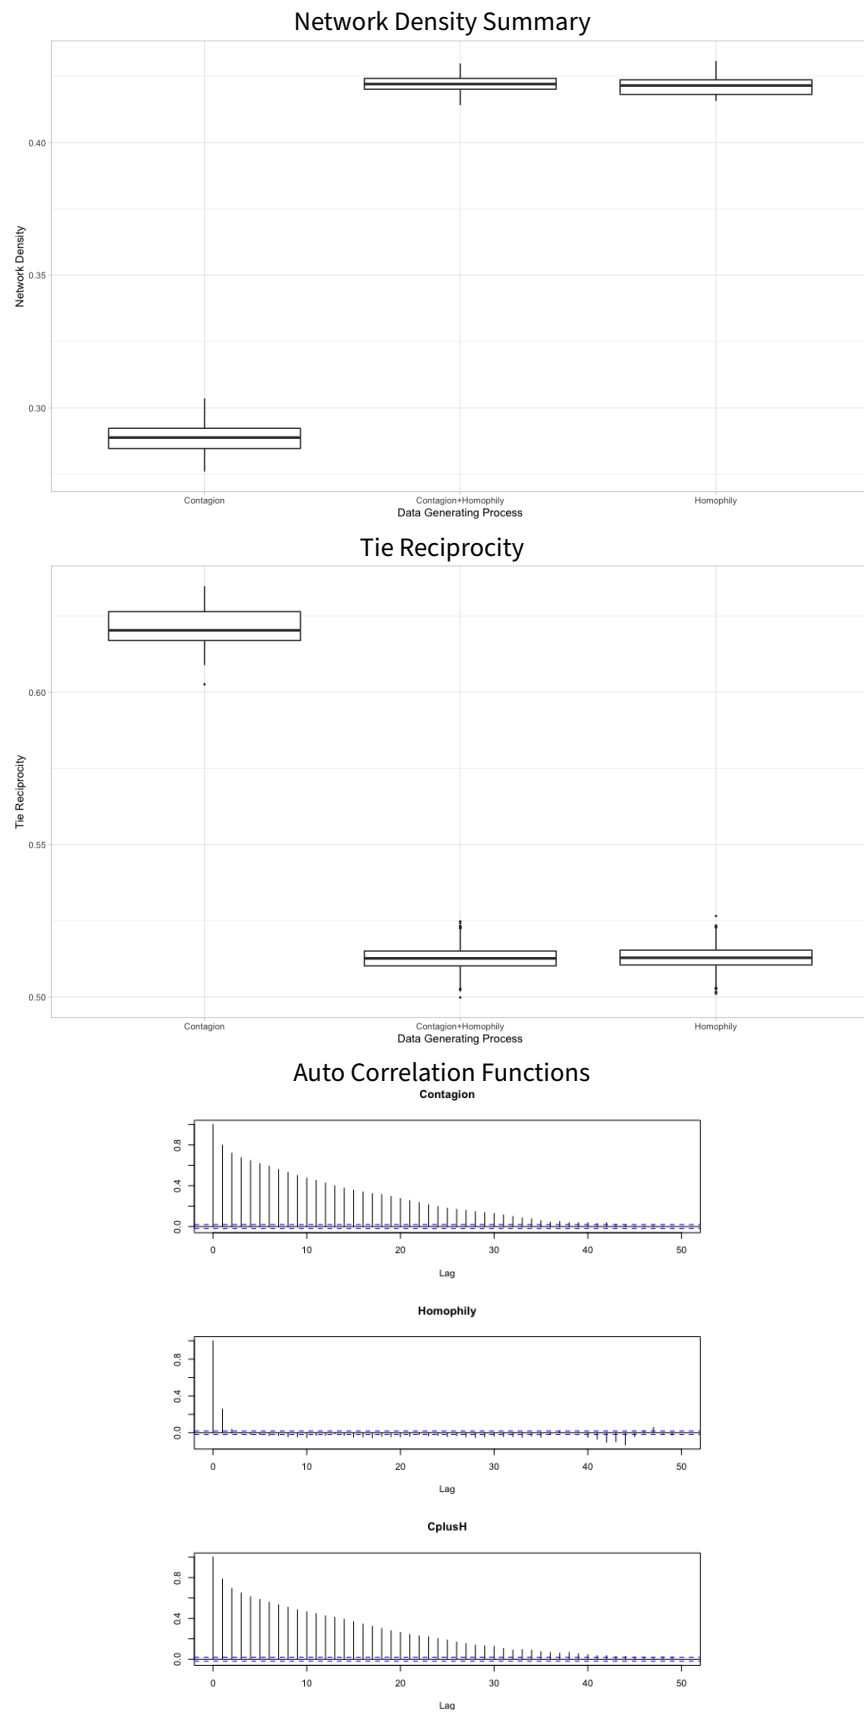 Network Density Summary
0.40
0.35
0.30
Network Density
Contagion Contagion+Homophily Homophily
Data Generating Process
Tie Reciprocity
0.60
0.55
0.50
Tie Reciprocity
Contagion Contagion+Homophily Homophily
Data Generating Process
Auto Correlation Functions
Contagion
0.8
0.4
0.0
0 10 20 30 40 50
Lag
Homophily
0.8
0.4
0.0
0 10 20 30 40 50
Lag
CplusH
0.8
0.4
0.0
0 10 20 30 40 50
Lag